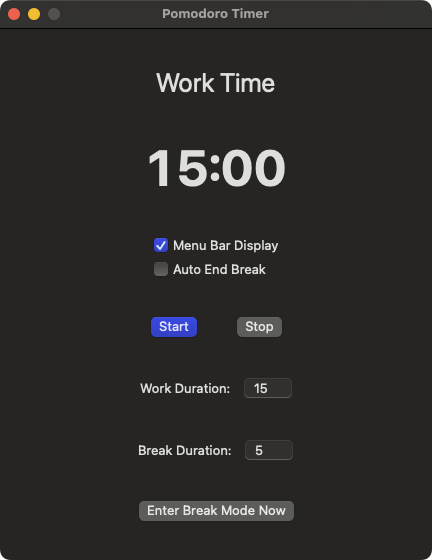 Pomodoro Timer
Work Time
15:00
Menu Bar Display
Auto End Break
Start Stop
Work Duration: 15
Break Duration: 5
Enter Break Mode Now